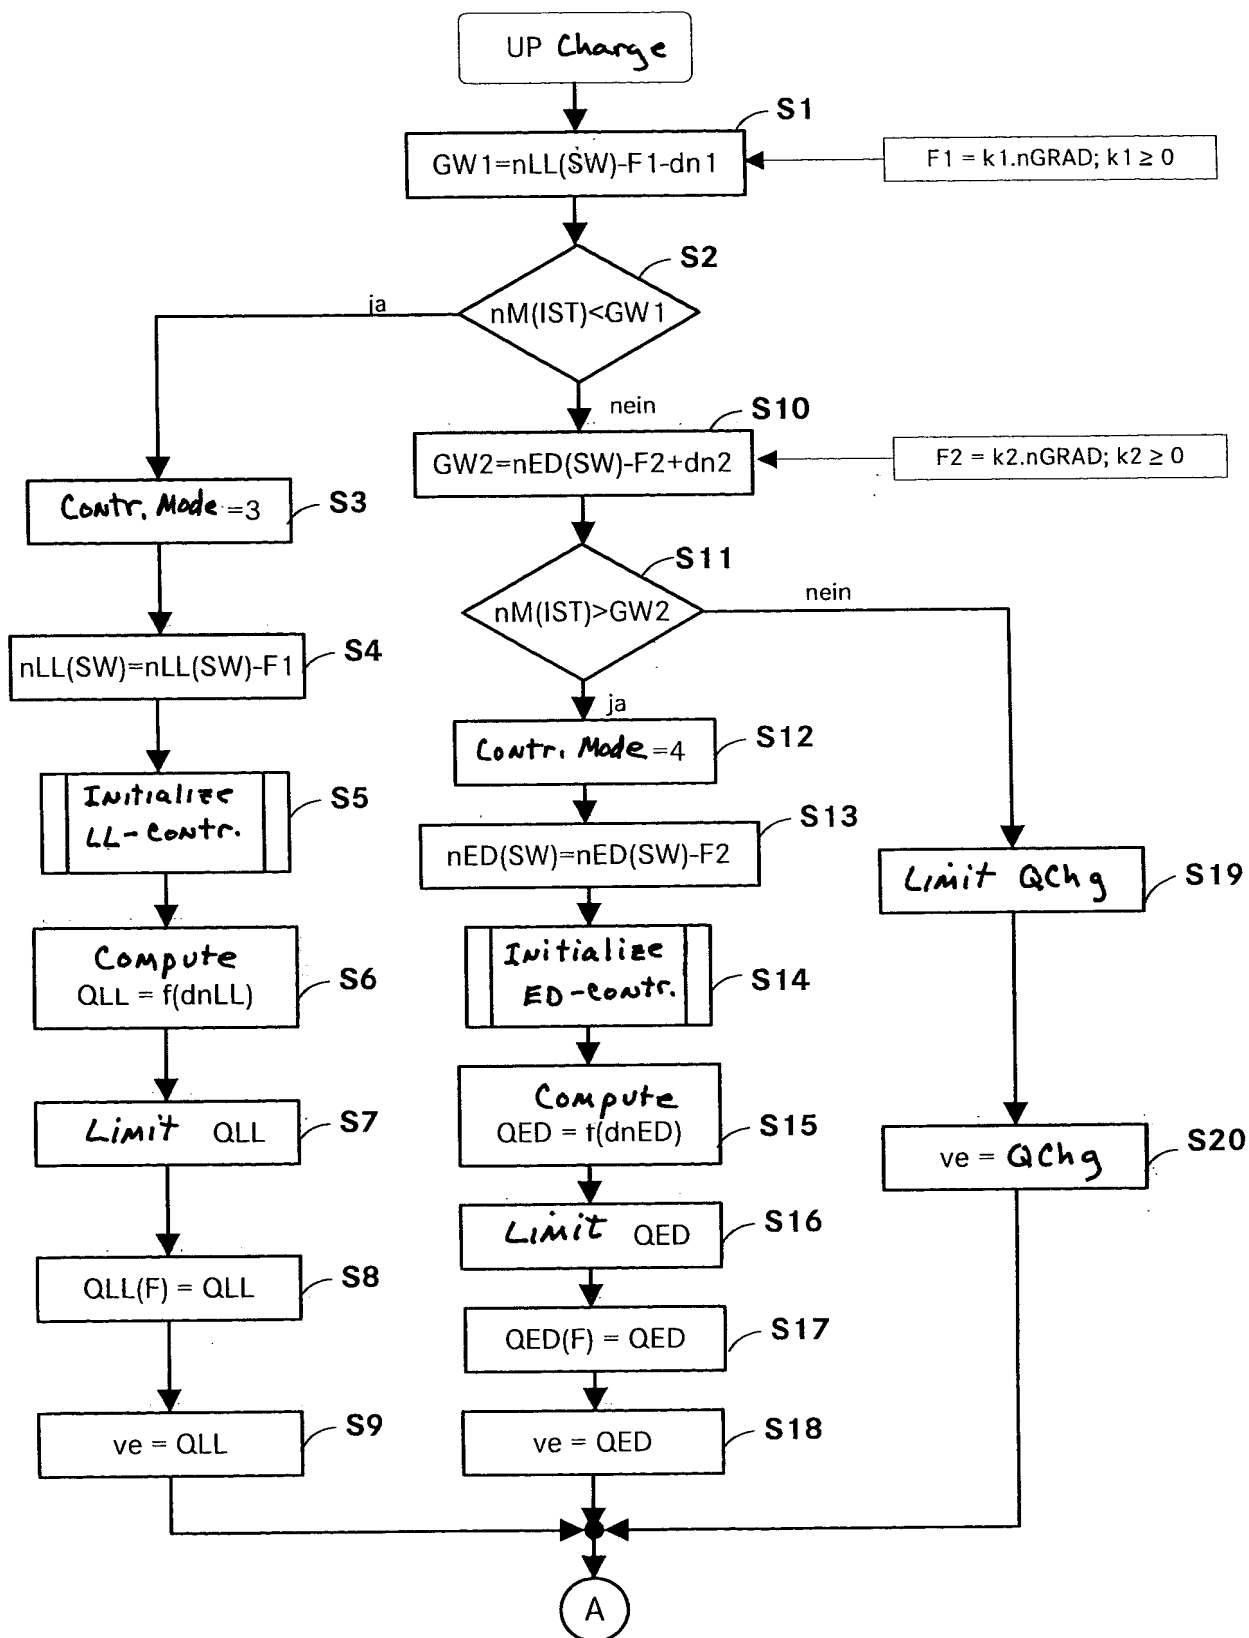 UP Charge
S1
GW1=nLL(SW)-F1-dn1
F1 = k1.nGRAD; k1 ≥ 0
S2
nM(IST)<GW1
ja
nein
S10
GW2=nED(SW)-F2+dn2
F2 = k2.nGRAD; k2 ≥ 0
Contr. Mode =3
S3
S11
nM(IST)>GW2
nein
ja
nLL(SW)=nLL(SW)-F1
S4
Contr. Mode =4
S12
Initialize
LL-Contr.
S5
S13
nED(SW)=nED(SW)-F2
Limit QChg
S19
Compute
QLL = f(dnLL)
S6
Initialize
ED-Contr.
S14
Limit QLL
S7
Compute
QED = f(dnED)
S15
ve = QChg
S20
Limit QED
S16
QLL(F) = QLL
S8
QED(F) = QED
S17
ve = QLL
S9
ve = QED
S18
A